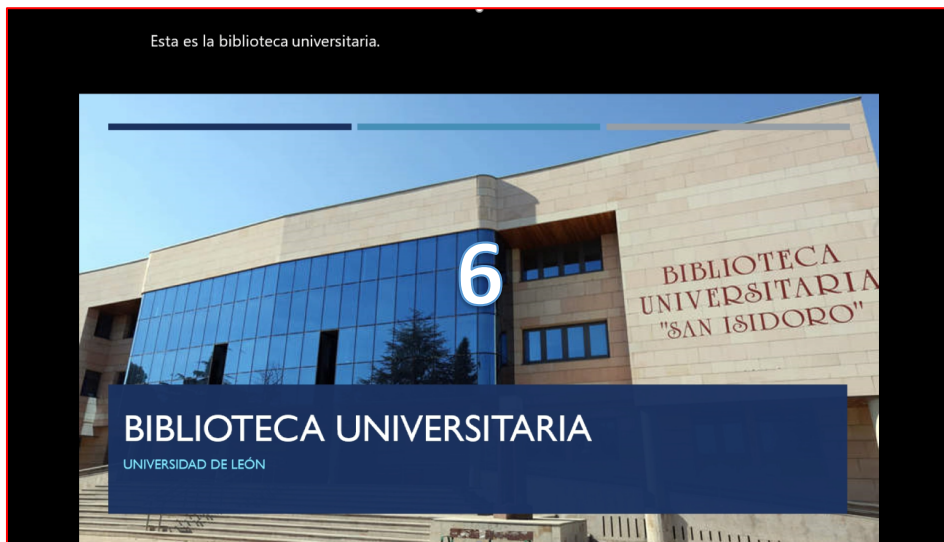 Esta es la biblioteca universitaria.
6
BIBLIOTECA
UNIVERSITARIA
"SAN ISIDORO"
BIBLIOTECA UNIVERSITARIA
UNIVERSIDAD DE LEÓN